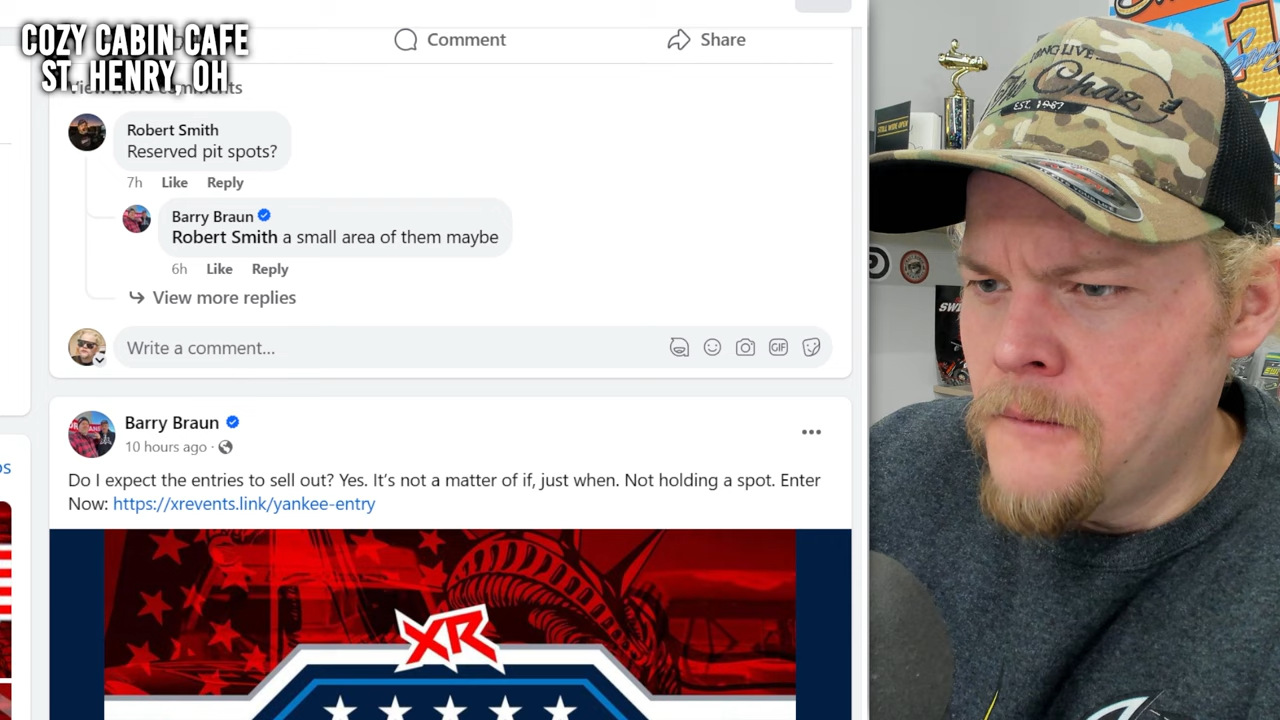 COZY CABIN CAFE
ST. HENRY, OH
Comment
Share
Robert Smith
Reserved pit spots?
7h Like Reply
Barry Braun
Robert Smith a small area of them maybe
6h Like Reply
View more replies
Write a comment...
GIF
Barry Braun
10 hours ago ·
Do I expect the entries to sell out? Yes. It's not a matter of if, just when. Not holding a spot. Enter
Now: https://xrevents.link/yankee-entry
XR
LONG LIVE
The Chaz
EST. 1987
1